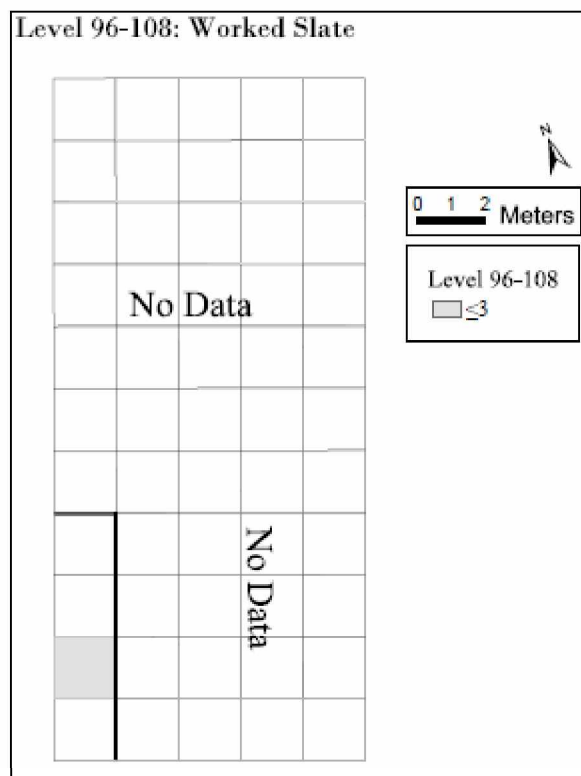 Level 96-108: Worked Slate
N
0 1 2
Meters
Level 96-108
≤3
No Data
No Data